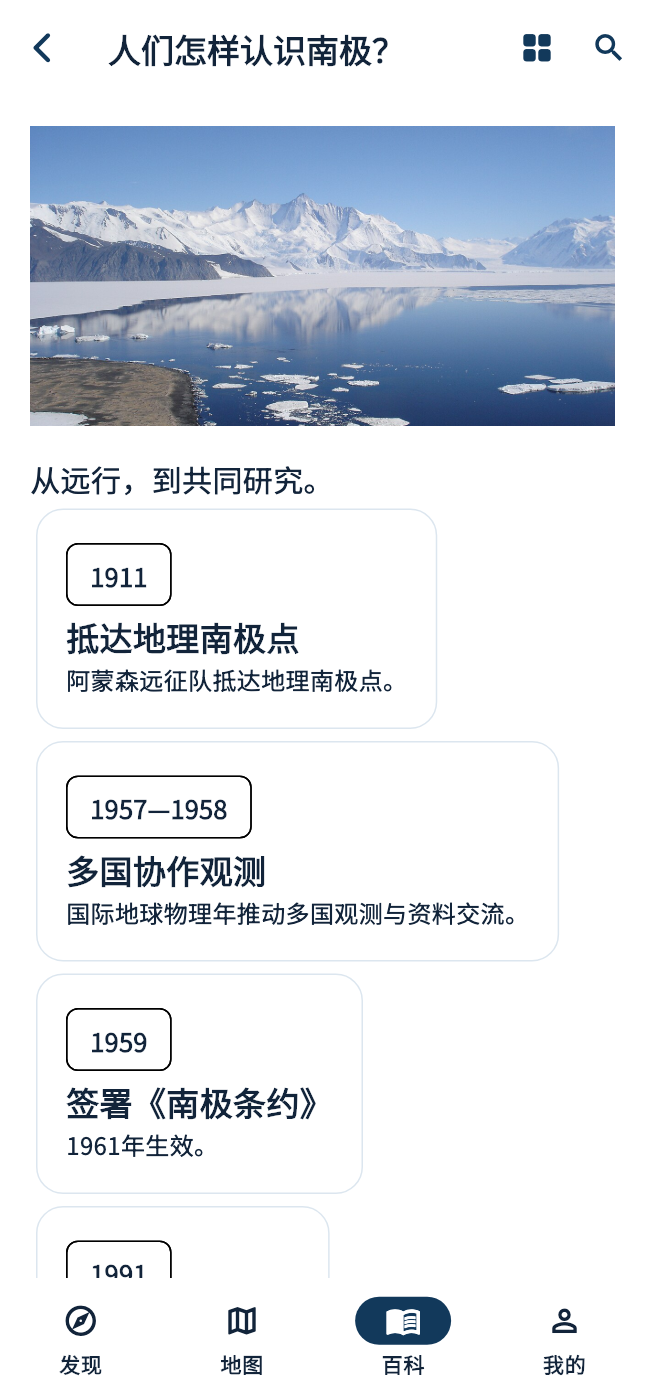 人们怎样认识南极？
从远行，到共同研究。
1911
抵达地理南极点
阿蒙森远征队抵达地理南极点。
1957—1958
多国协作观测
国际地球物理年推动多国观测与资料交流。
1959
签署《南极条约》
1961年生效。
1991
发现
地图
百科
我的